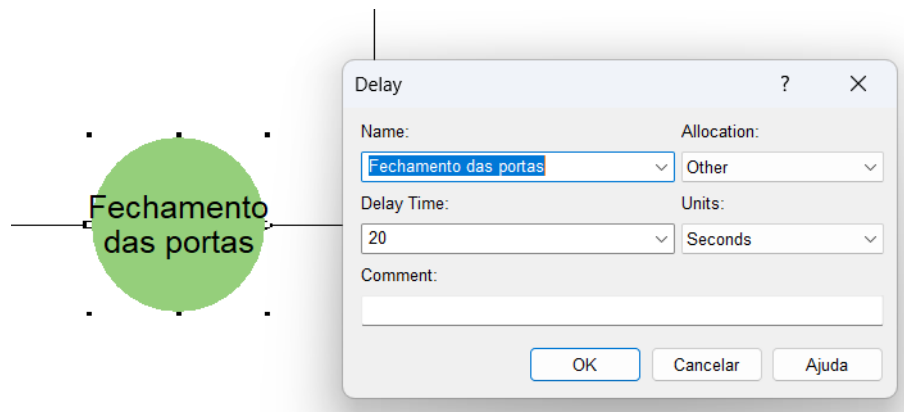 Fechamento
das portas
Delay ?
Name: Allocation:
Fechamento das portas Other
Delay Time: Units:
20 Seconds
Comment:
OK Cancelar Ajuda